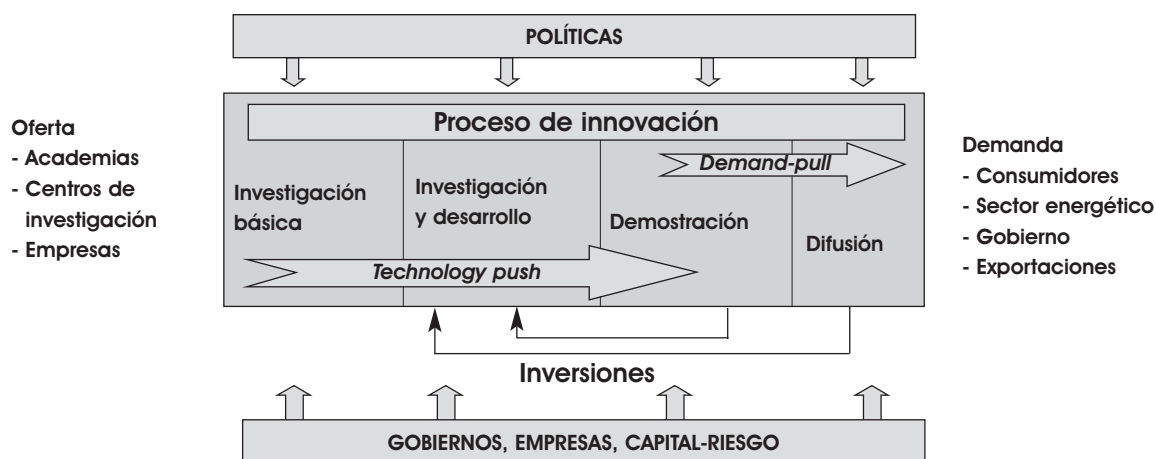 POLÍTICAS
Oferta
- Academias
- Centros de
investigación
- Empresas
Proceso de innovación
Investigación
básica
Investigación
y desarrollo
Demostración
Difusión
Demand-pull
Technology push
Demanda
- Consumidores
- Sector energético
- Gobierno
- Exportaciones
Inversiones
GOBIERNOS, EMPRESAS, CAPITAL-RIESGO